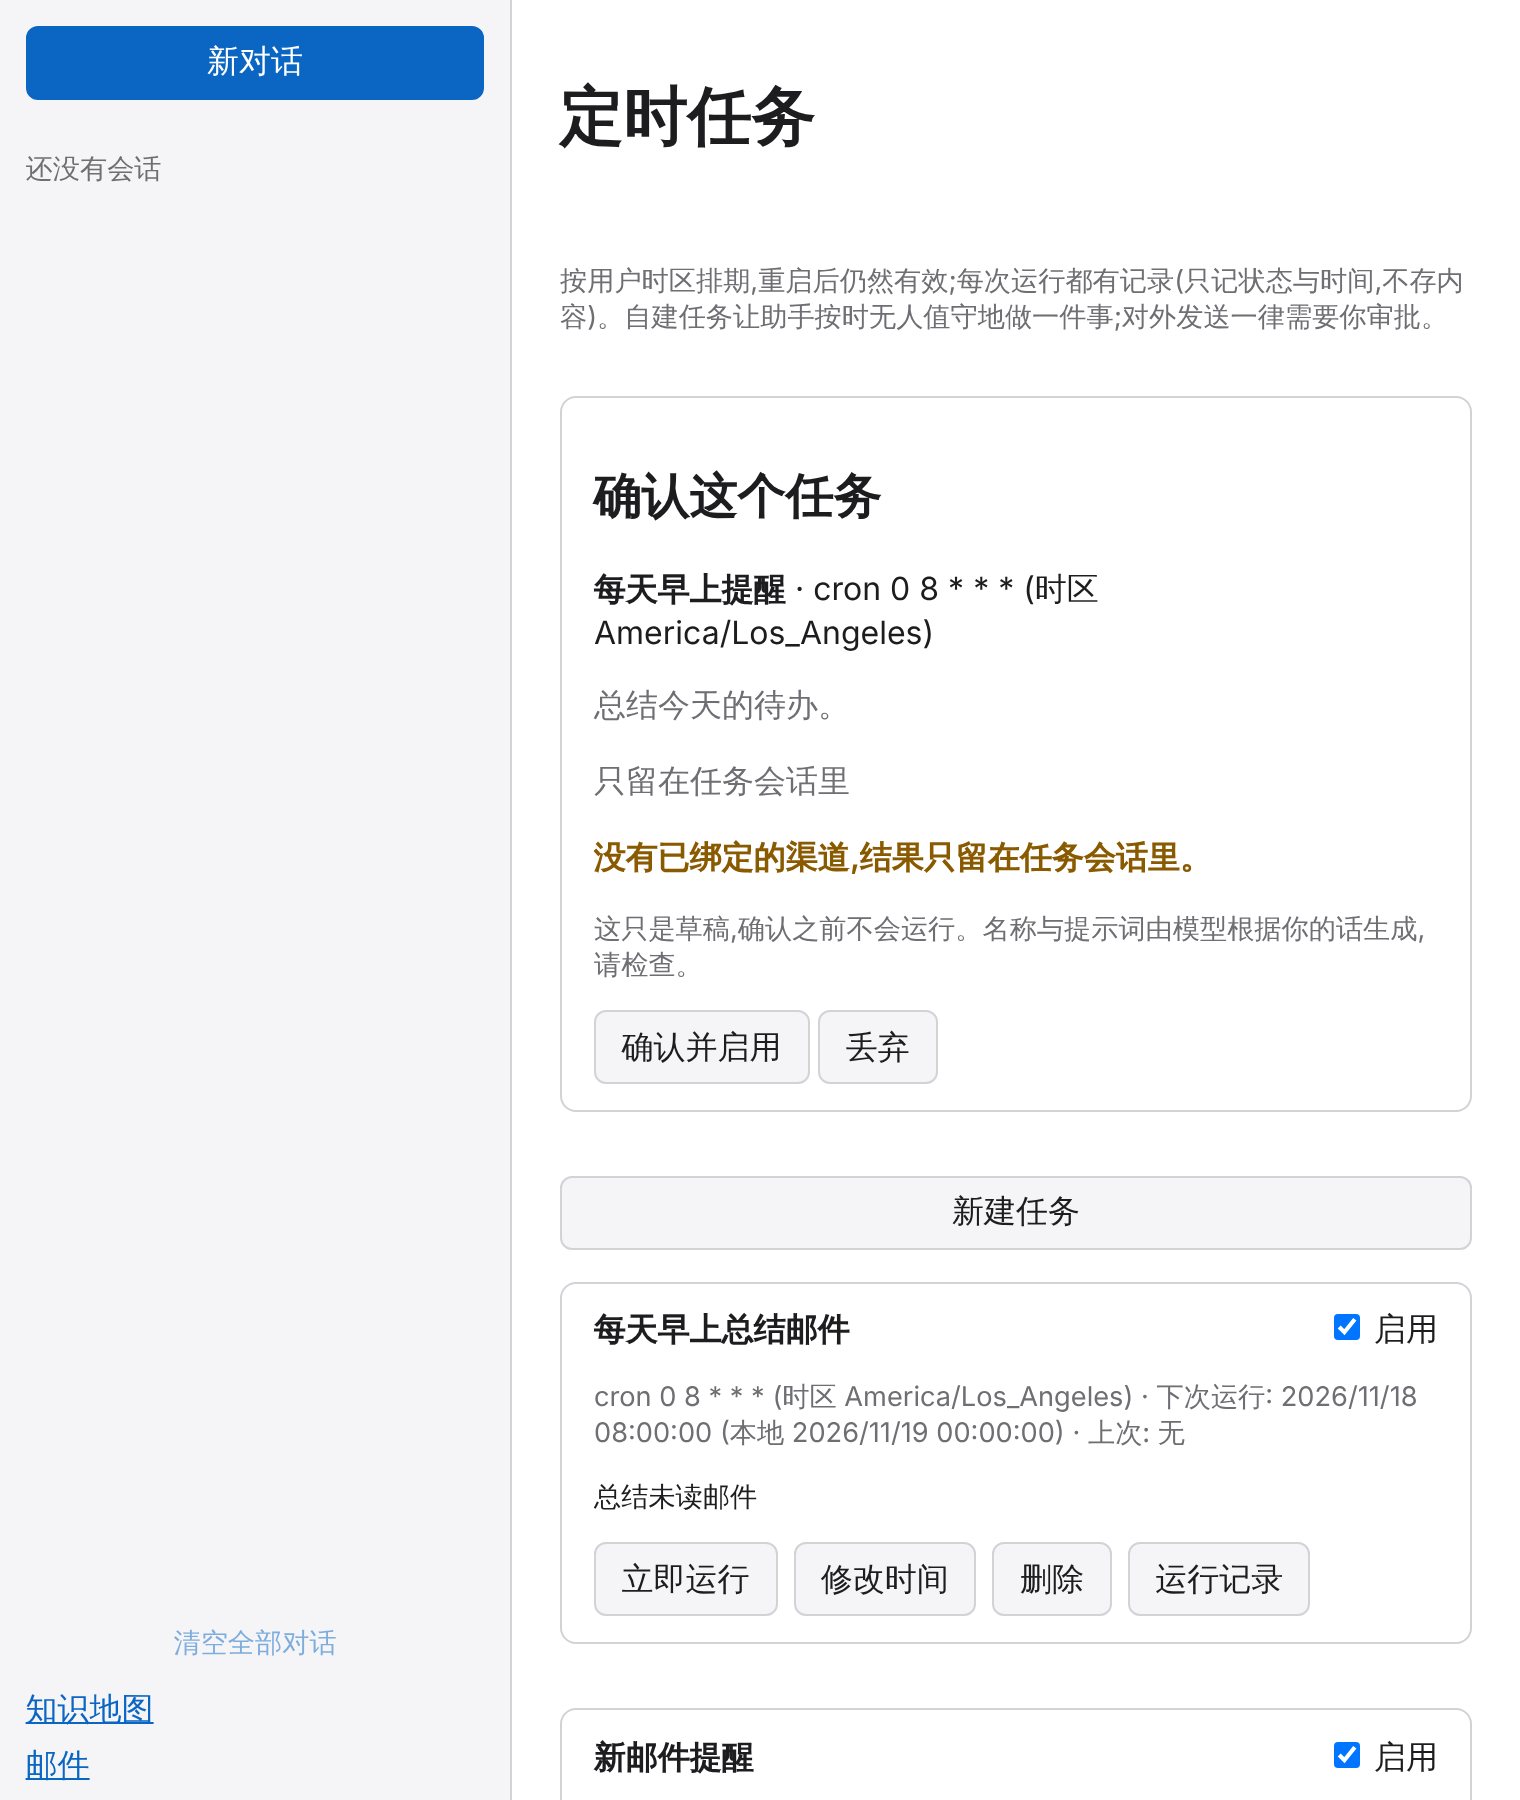 新对话
还没有会话
清空全部对话
知识地图
邮件
定时任务
按用户时区排期,重启后仍然有效;每次运行都有记录(只记状态与时间,不存内
容)。自建任务让助手按时无人值守地做一件事;对外发送一律需要你审批。
确认这个任务
每天早上提醒 · cron 0 8 * * * (时区
America/Los_Angeles)
总结今天的待办。
只留在任务会话里
没有已绑定的渠道,结果只留在任务会话里。
这只是草稿,确认之前不会运行。名称与提示词由模型根据你的话生成,
请检查。
确认并启用 丢弃
新建任务
每天早上总结邮件 启用
cron 0 8 * * * (时区 America/Los_Angeles) · 下次运行: 2026/11/18
08:00:00 (本地 2026/11/19 00:00:00) · 上次: 无
总结未读邮件
立即运行 修改时间 删除 运行记录
新邮件提醒 启用